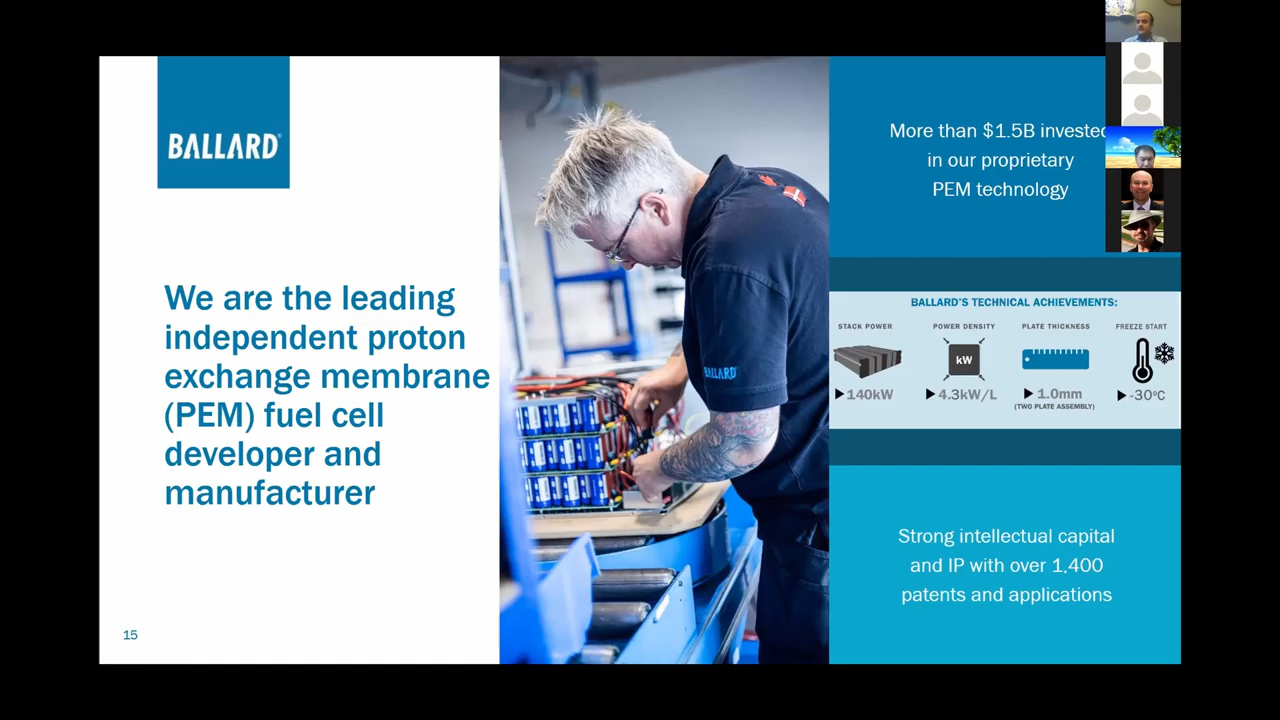 BALLARD®
We are the leading
independent proton
exchange membrane
(PEM) fuel cell
developer and
manufacturer
15
BALLARD
More than $1.5B invested
in our proprietary
PEM technology
BALLARD'S TECHNICAL ACHIEVEMENTS:
STACK POWER
140kW
POWER DENSITY
kW
4.3kW/L
PLATE THICKNESS
1.0mm
(TWO PLATE ASSEMBLY)
FREEZE START
-30ºC
Strong intellectual capital
and IP with over 1,400
patents and applications